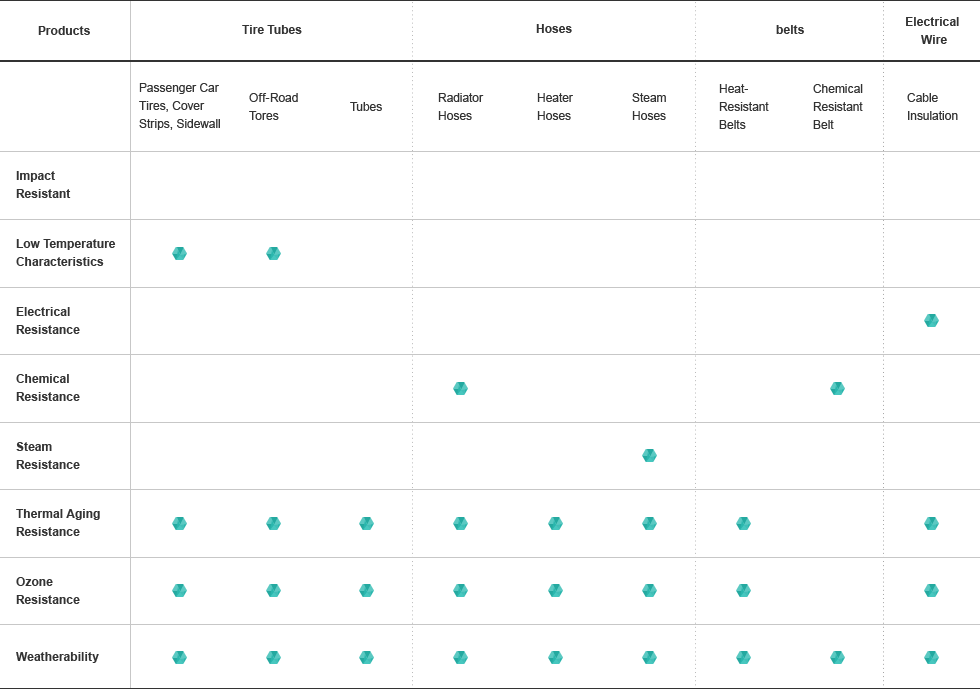 Products
Tire Tubes
Hoses
belts
Electrical
Wire
Passenger Car
Tires, Cover
Strips, Sidewall
Off-Road
Tores
Tubes
Radiator
Hoses
Heater
Hoses
Steam
Hoses
Heat-
Resistant
Belts
Chemical
Resistant
Belt
Cable
Insulation
Impact
Resistant
Low Temperature
Characteristics
Electrical
Resistance
Chemical
Resistance
Steam
Resistance
Thermal Aging
Resistance
Ozone
Resistance
Weatherability